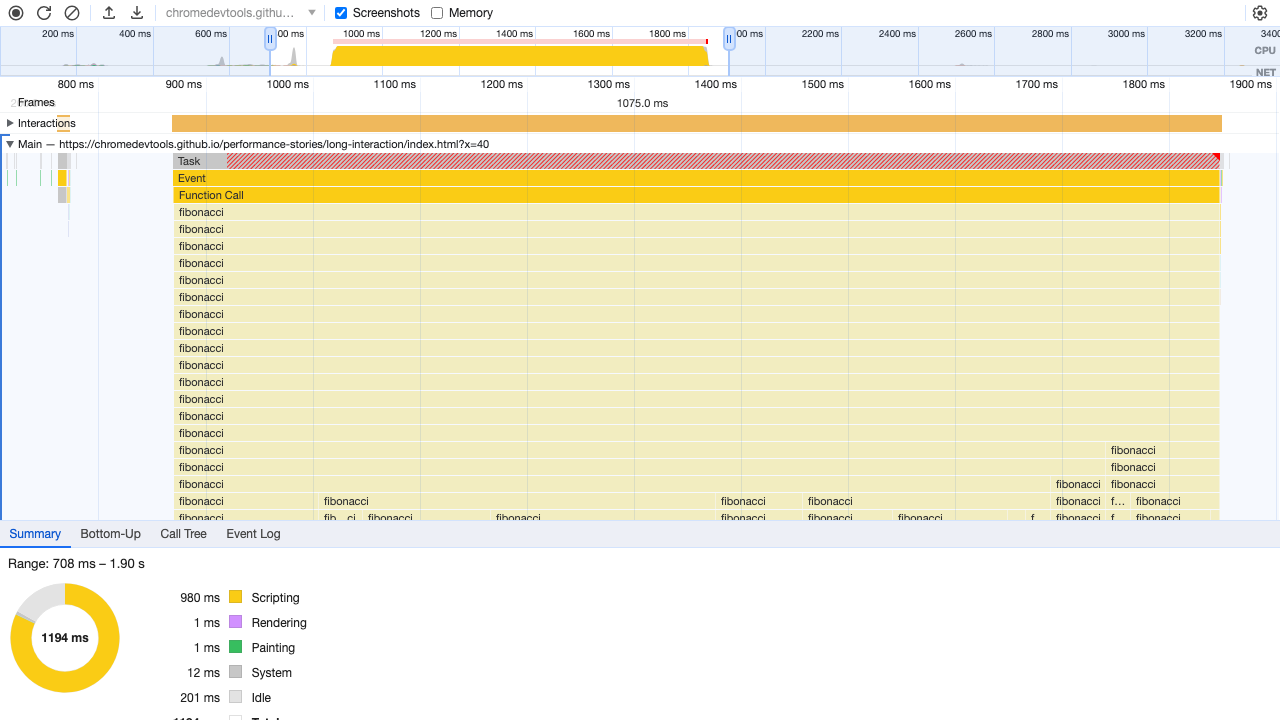 chromedevtools.githu… Screenshots Memory
200 ms 400 ms 600 ms 00 ms 1000 ms 1200 ms 1400 ms 1600 ms 1800 ms 00 ms 2200 ms 2400 ms 2600 ms 2800 ms 3000 ms 3200 ms 3400
CPU
NET
800 ms 900 ms 1000 ms 1100 ms 1200 ms 1300 ms 1400 ms 1500 ms 1600 ms 1700 ms 1800 ms 1900 ms
Frames 1075.0 ms
Interactions
Main — https://chromedevtools.github.io/performance-stories/long-interaction/index.html?x=40
Task
Event
Function Call
fibonacci
fibonacci
fibonacci
fibonacci
fibonacci
fibonacci
fibonacci
fibonacci
fibonacci
fibonacci
fibonacci
fibonacci
fibonacci
fibonacci
fibonacci fibonacci
fibonacci fibonacci
fibonacci fibonacci fibonacci
fibonacci fibonacci fibonacci fibonacci fibonacci f… fibonacci
fibonacci fib…ci fibonacci fibonacci fibonacci fibonacci fibonacci f fibonacci f fibonacci
Summary Bottom-Up Call Tree Event Log
Range: 708 ms – 1.90 s
1194 ms
980 ms Scripting
1 ms Rendering
1 ms Painting
12 ms System
201 ms Idle